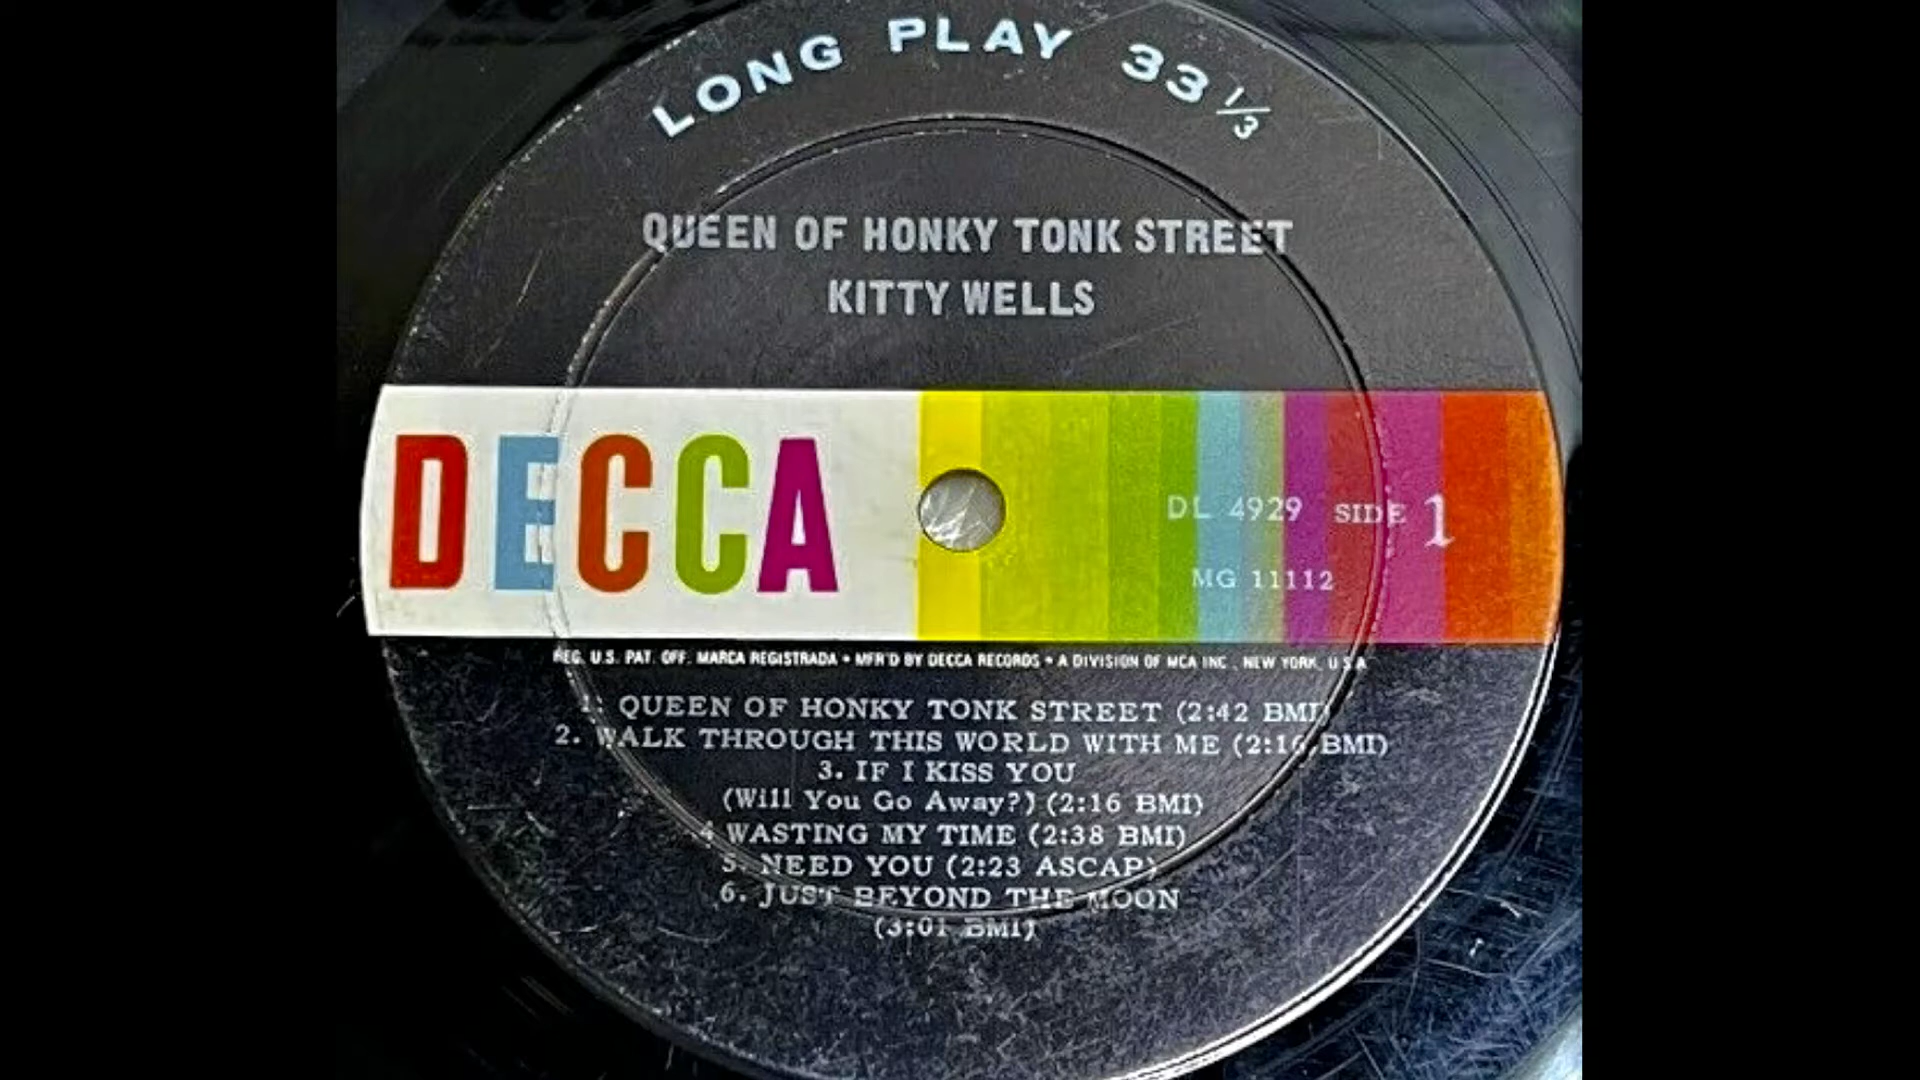 LONG PLAY 33 1/3
QUEEN OF HONKY TONK STREET
KITTY WELLS
DECCA
DL 4929 SIDE 1
MG 11112
REG. U.S. PAT. OFF. MARCA REGISTRADA • MFR'D BY DECCA RECORDS • A DIVISION OF MCA INC., NEW YORK, U.S.A
1. QUEEN OF HONKY TONK STREET (2:42 BMI)
2. WALK THROUGH THIS WORLD WITH ME (2:16 BMI)
3. IF I KISS YOU
(Will You Go Away?) (2:16 BMI)
4 WASTING MY TIME (2:38 BMI)
5. NEED YOU (2:23 ASCAP)
6. JUST BEYOND THE MOON
(3:01 BMI)